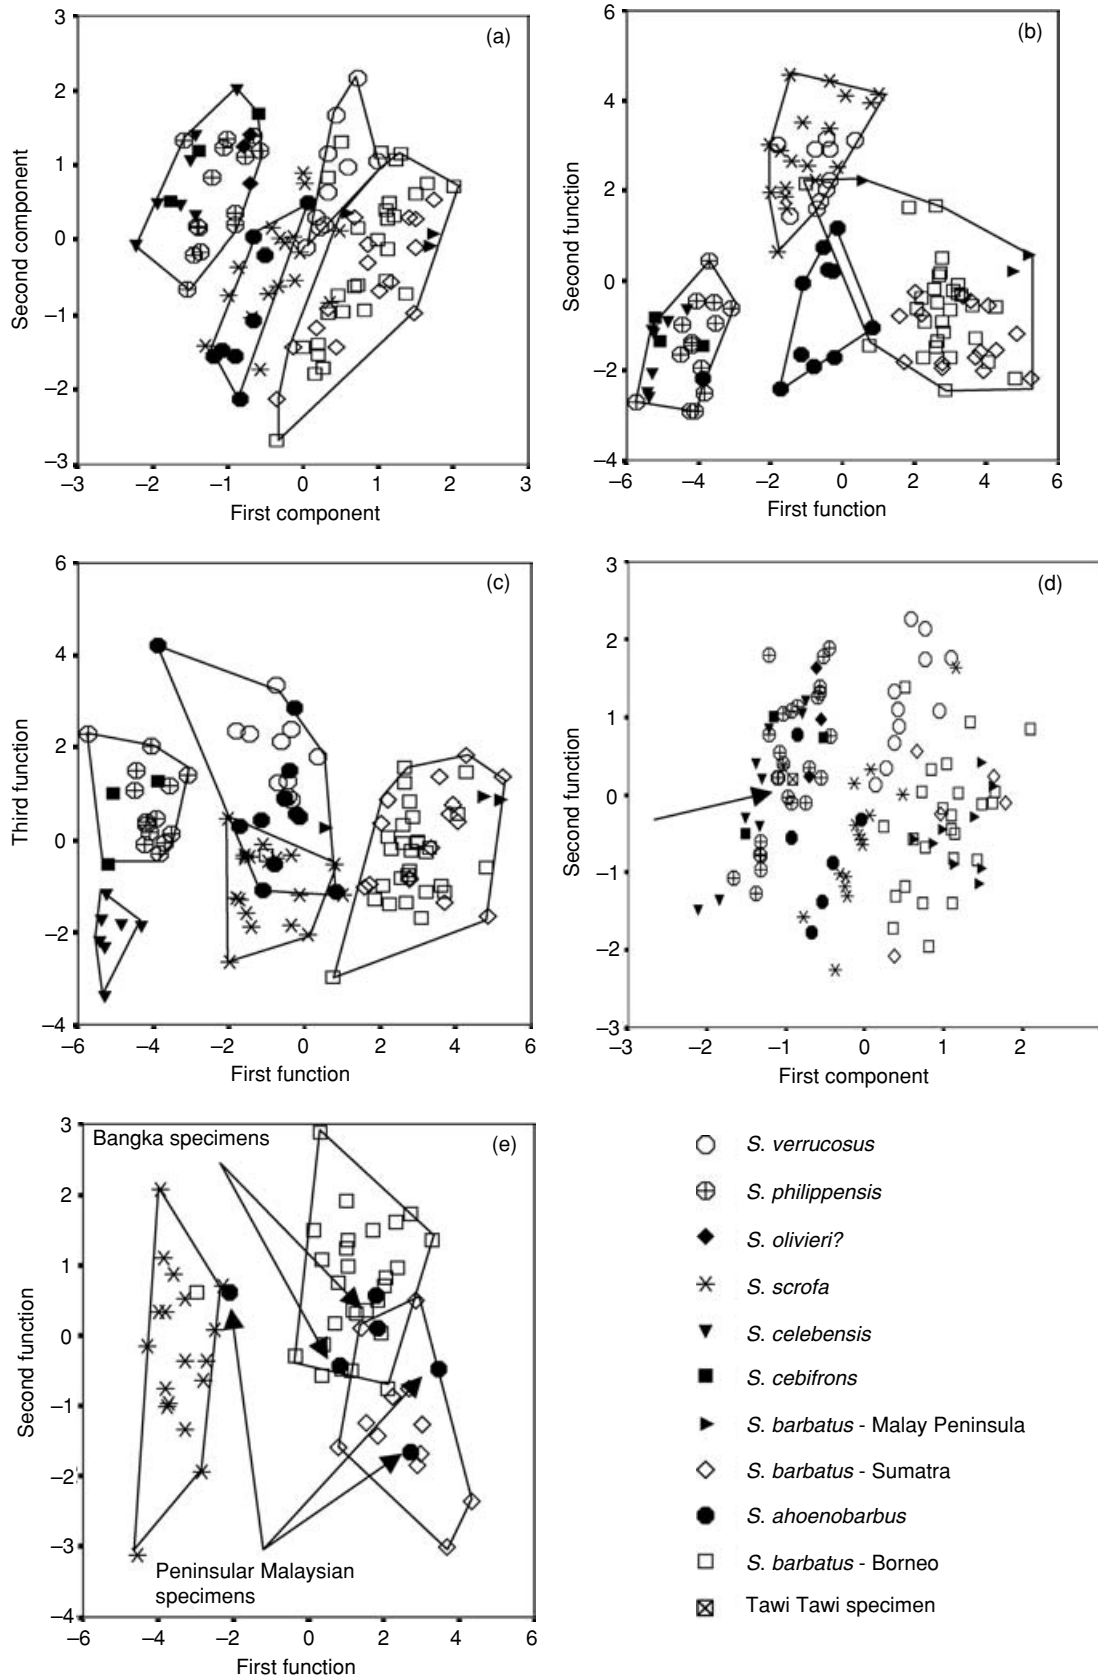 (a)
Second component
3
2
1
0
–1
–2
–3
–3 –2 –1 0 1 2 3
First component
(b)
Second function
6
4
2
0
–2
–4
–6 –4 –2 0 2 4 6
First function
(c)
Third function
6
4
2
0
–2
–4
–6 –4 –2 0 2 4 6
First function
(d)
Second function
3
2
1
0
–1
–2
–3
–3 –2 –1 0 1 2
First component
(e)
Bangka specimens
Second function
3
2
1
0
–1
–2
–3
–4
Peninsular Malaysian
specimens
–6 –4 –2 0 2 4 6
First function
S. verrucosus
S. philippensis
S. olivieri?
S. scrofa
S. celebensis
S. cebifrons
S. barbatus - Malay Peninsula
S. barbatus - Sumatra
S. ahoenobarbus
S. barbatus - Borneo
Tawi Tawi specimen